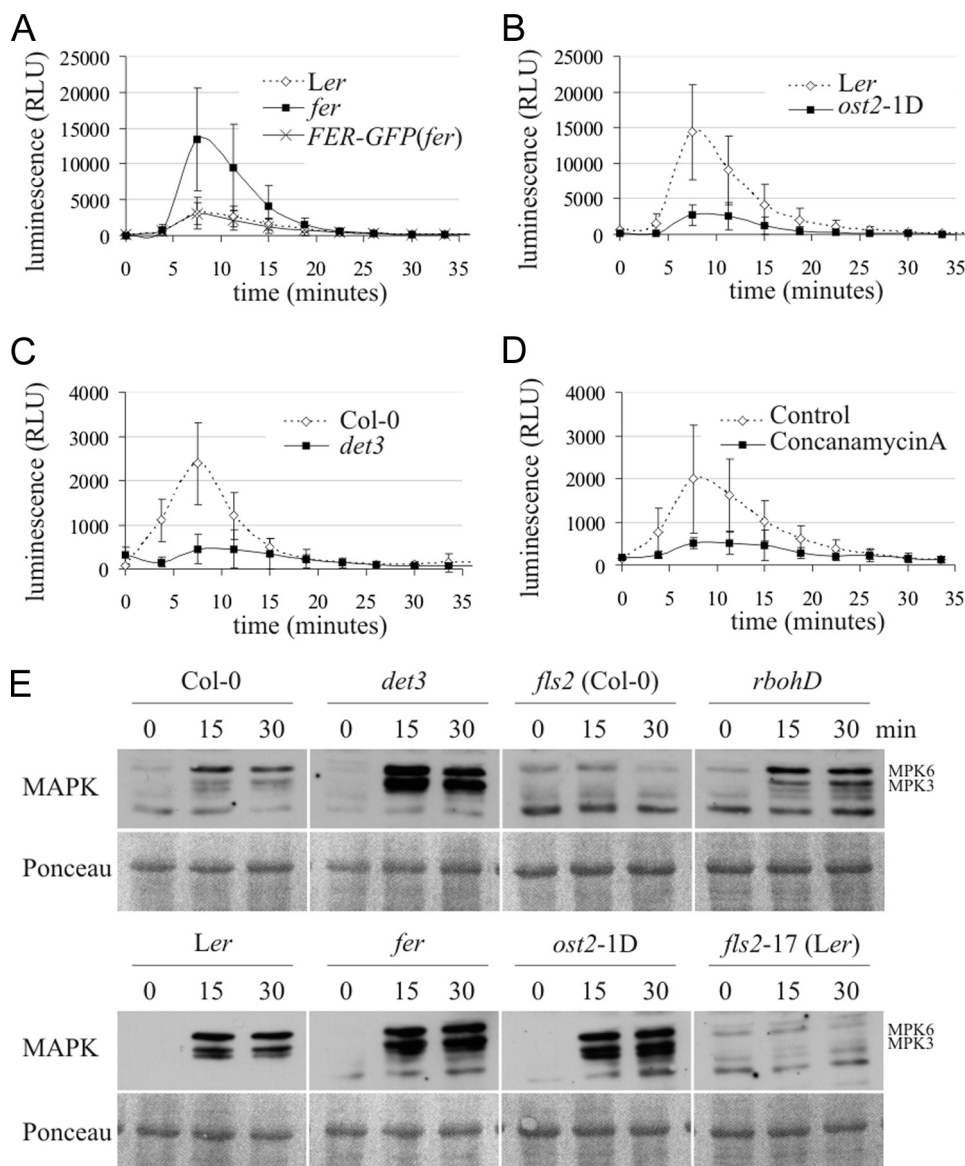 A
25000
20000
15000
10000
5000
0
luminescence (RLU)
Ler
fer
FER-GFP(fer)
0 5 10 15 20 25 30 35
time (minutes)
B
25000
20000
15000
10000
5000
0
luminescence (RLU)
Ler
ost2-1D
0 5 10 15 20 25 30 35
time (minutes)
C
4000
3000
2000
1000
0
luminescence (RLU)
Col-0
det3
0 5 10 15 20 25 30 35
time (minutes)
D
4000
3000
2000
1000
0
luminescence (RLU)
Control
ConcanamycinA
0 5 10 15 20 25 30 35
time (minutes)
E
Col-0 det3 fls2 (Col-0) rbohD
0 15 30 0 15 30 0 15 30 0 15 30 min
MAPK
MPK6
MPK3
Ponceau
Ler fer ost2-1D fls2-17 (Ler)
0 15 30 0 15 30 0 15 30 0 15 30
MAPK
MPK6
MPK3
Ponceau